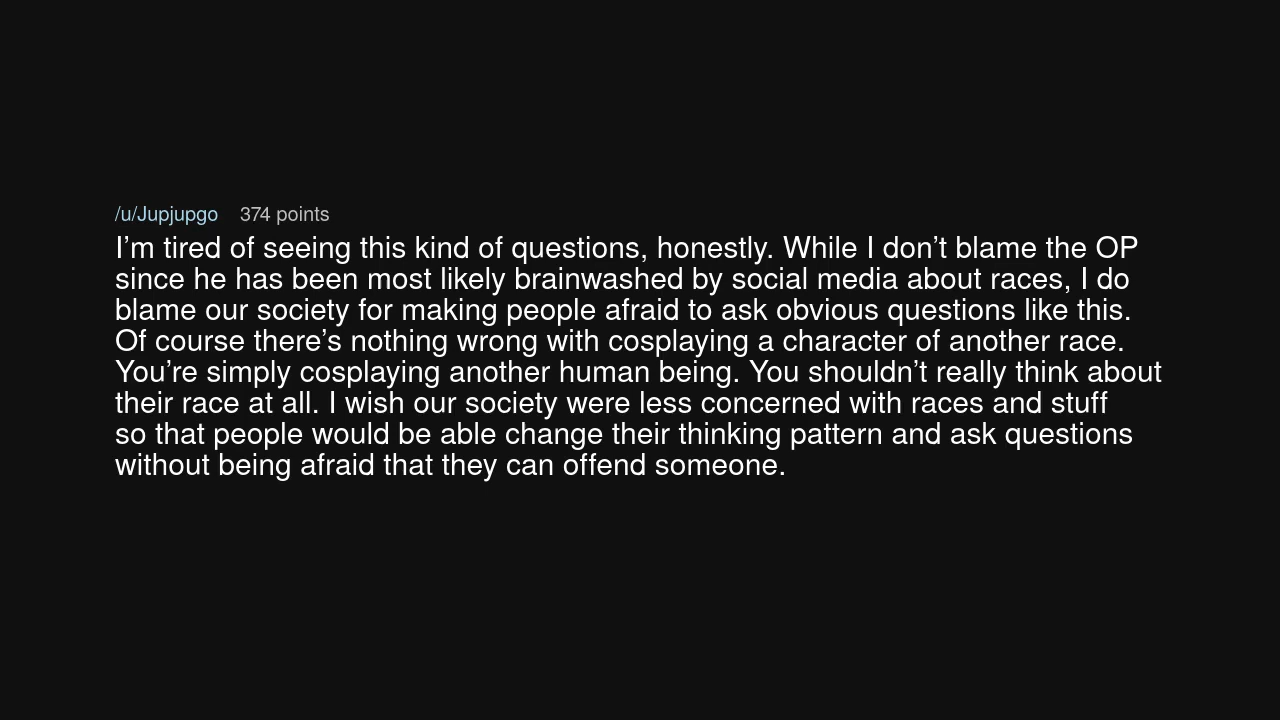 /u/Jupjupgo 374 points
I’m tired of seeing this kind of questions, honestly. While I don’t blame the OP
since he has been most likely brainwashed by social media about races, I do
blame our society for making people afraid to ask obvious questions like this.
Of course there’s nothing wrong with cosplaying a character of another race.
You’re simply cosplaying another human being. You shouldn’t really think about
their race at all. I wish our society were less concerned with races and stuff
so that people would be able change their thinking pattern and ask questions
without being afraid that they can offend someone.